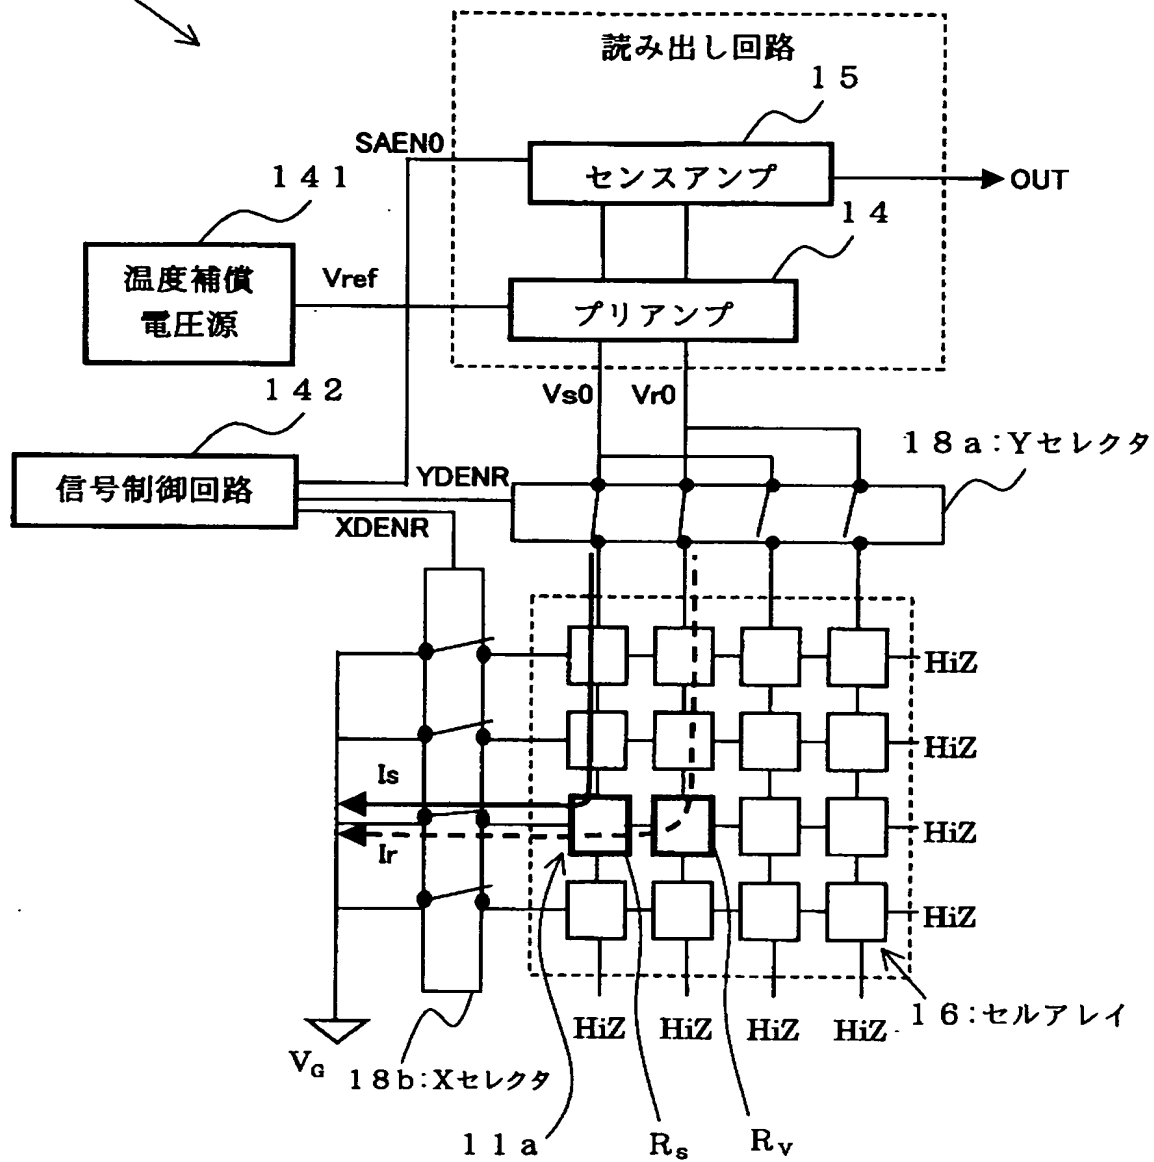 読み出し回路
15
SAEN0
センスアンプ
OUT
141
14
温度補償
電圧源
Vref
プリアンプ
142
Vs0
Vr0
18a:Yセレクタ
信号制御回路
YDENR
XDENR
HiZ
HiZ
Is
HiZ
Ir
HiZ
HiZ
HiZ
HiZ
HiZ
16:セルアレイ
VG
18b:Xセレクタ
11a
Rs
Rv